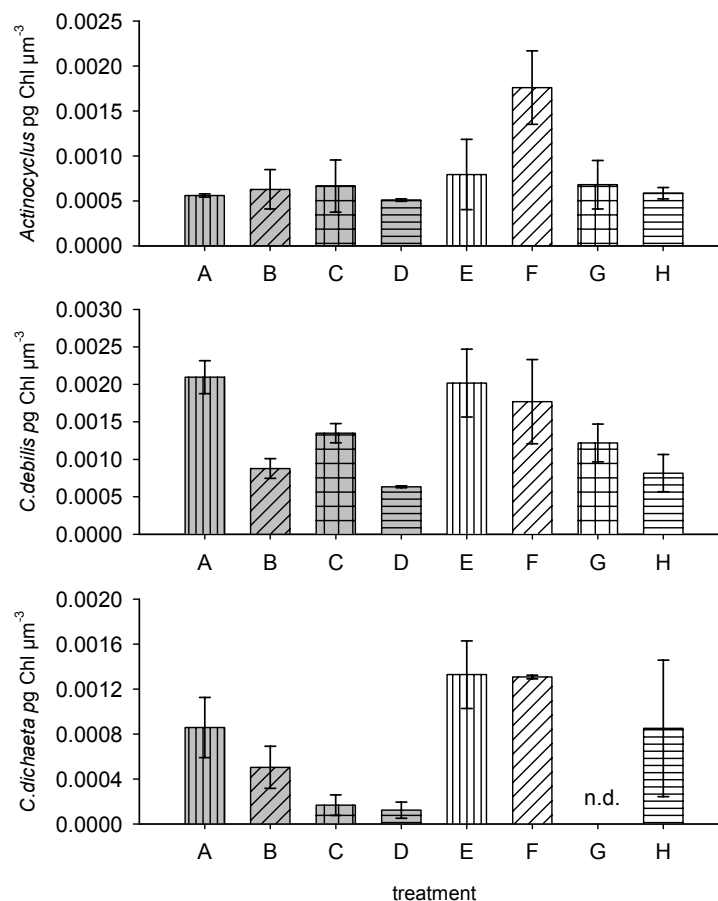 Actinocyclus pg Chl µm⁻³
0.0025
0.0020
0.0015
0.0010
0.0005
0.0000
A B C D E F G H
C.debilis pg Chl µm⁻³
0.0030
0.0025
0.0020
0.0015
0.0010
0.0005
0.0000
A B C D E F G H
C.dichaeta pg Chl µm⁻³
0.0020
0.0016
0.0012
0.0008
0.0004
0.0000
n.d.
A B C D E F G H
treatment